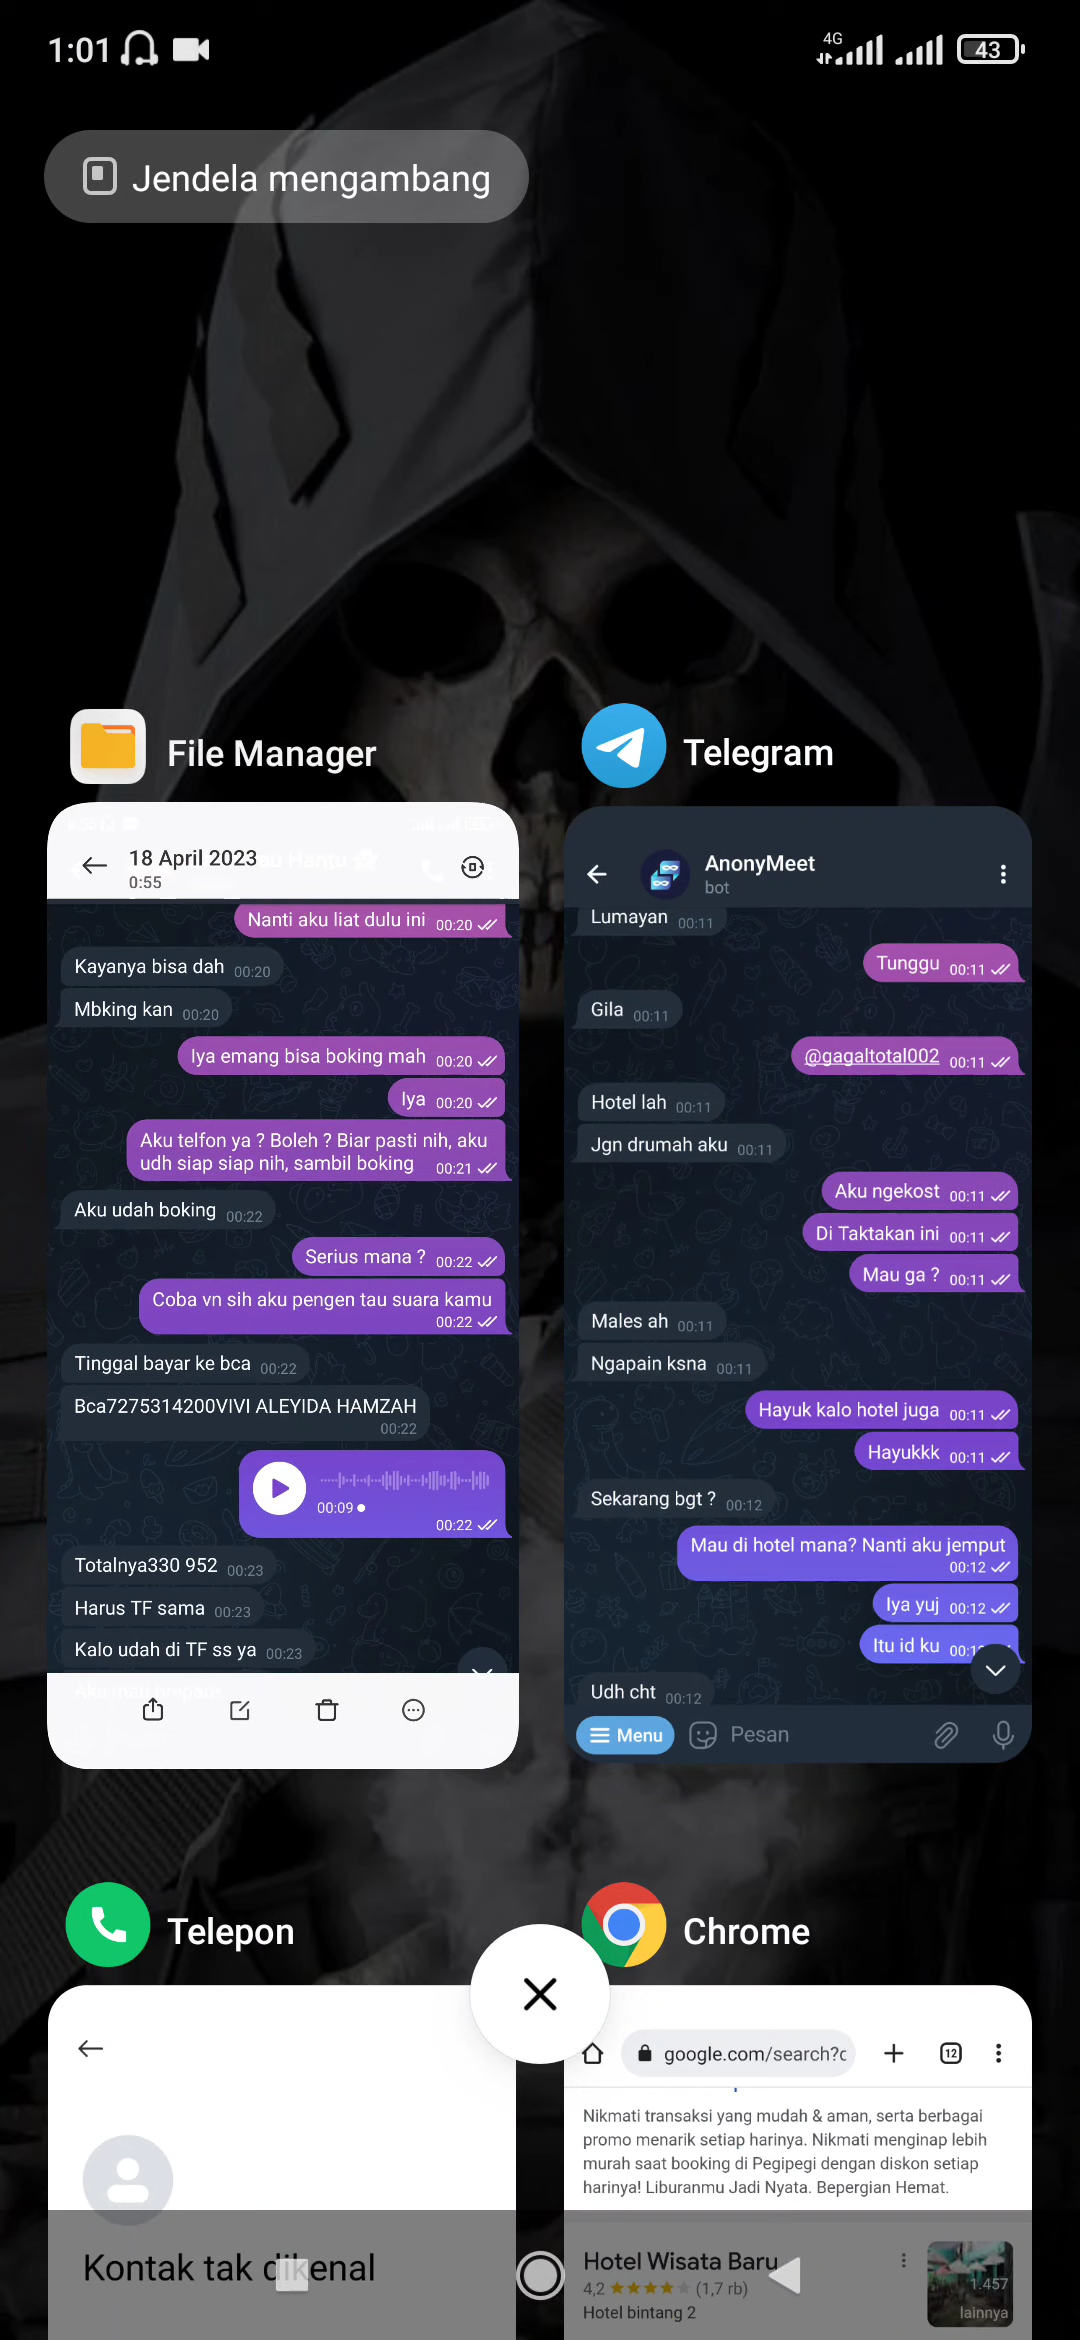 1:01
4G
43
Jendela mengambang
File Manager
18 April 2023
0:55
Nanti aku liat dulu ini 00:20
Kayanya bisa dah 00:20
Mbking kan 00:20
Iya emang bisa boking mah 00:20
Iya 00:20
Aku telfon ya ? Boleh ? Biar pasti nih, aku
udh siap siap nih, sambil boking 00:21
Aku udah boking 00:22
Serius mana ? 00:22
Coba vn sih aku pengen tau suara kamu
00:22
Tinggal bayar ke bca 00:22
Bca7275314200VIVI ALEYIDA HAMZAH
00:22
00:09
00:22
Totalnya330 952 00:23
Harus TF sama 00:23
Kalo udah di TF ss ya 00:23
Telegram
AnonyMeet
bot
Lumayan 00:11
Tunggu 00:11
Gila 00:11
@gagaltotal002 00:11
Hotel lah 00:11
Jgn drumah aku 00:11
Aku ngekost 00:11
Di Taktakan ini 00:11
Mau ga ? 00:11
Males ah 00:11
Ngapain ksna 00:11
Hayuk kalo hotel juga 00:11
Hayukkk 00:11
Sekarang bgt ? 00:12
Mau di hotel mana? Nanti aku jemput
00:12
Iya yuj 00:12
Itu id ku
Udh cht 00:12
Menu
Pesan
Telepon
Kontak tak dikenal
Chrome
google.com/search?c
12
Nikmati transaksi yang mudah & aman, serta berbagai
promo menarik setiap harinya. Nikmati menginap lebih
murah saat booking di Pegipegi dengan diskon setiap
harinya! Liburanmu Jadi Nyata. Bepergian Hemat.
Hotel Wisata Baru
4,2 (1,7 rb)
Hotel bintang 2
1.457
lainnya